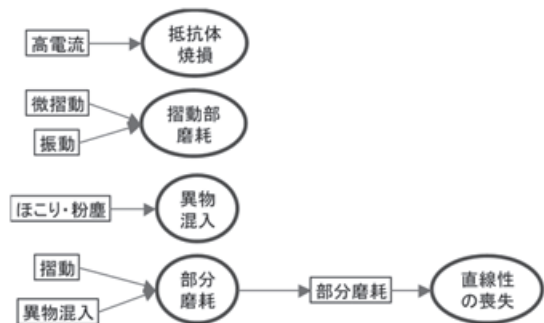 高電流
抵抗体
焼損
微摺動
振動
摺動部
磨耗
ほこり・粉塵
異物
混入
摺動
異物混入
部分
磨耗
部分磨耗
直線性
の喪失